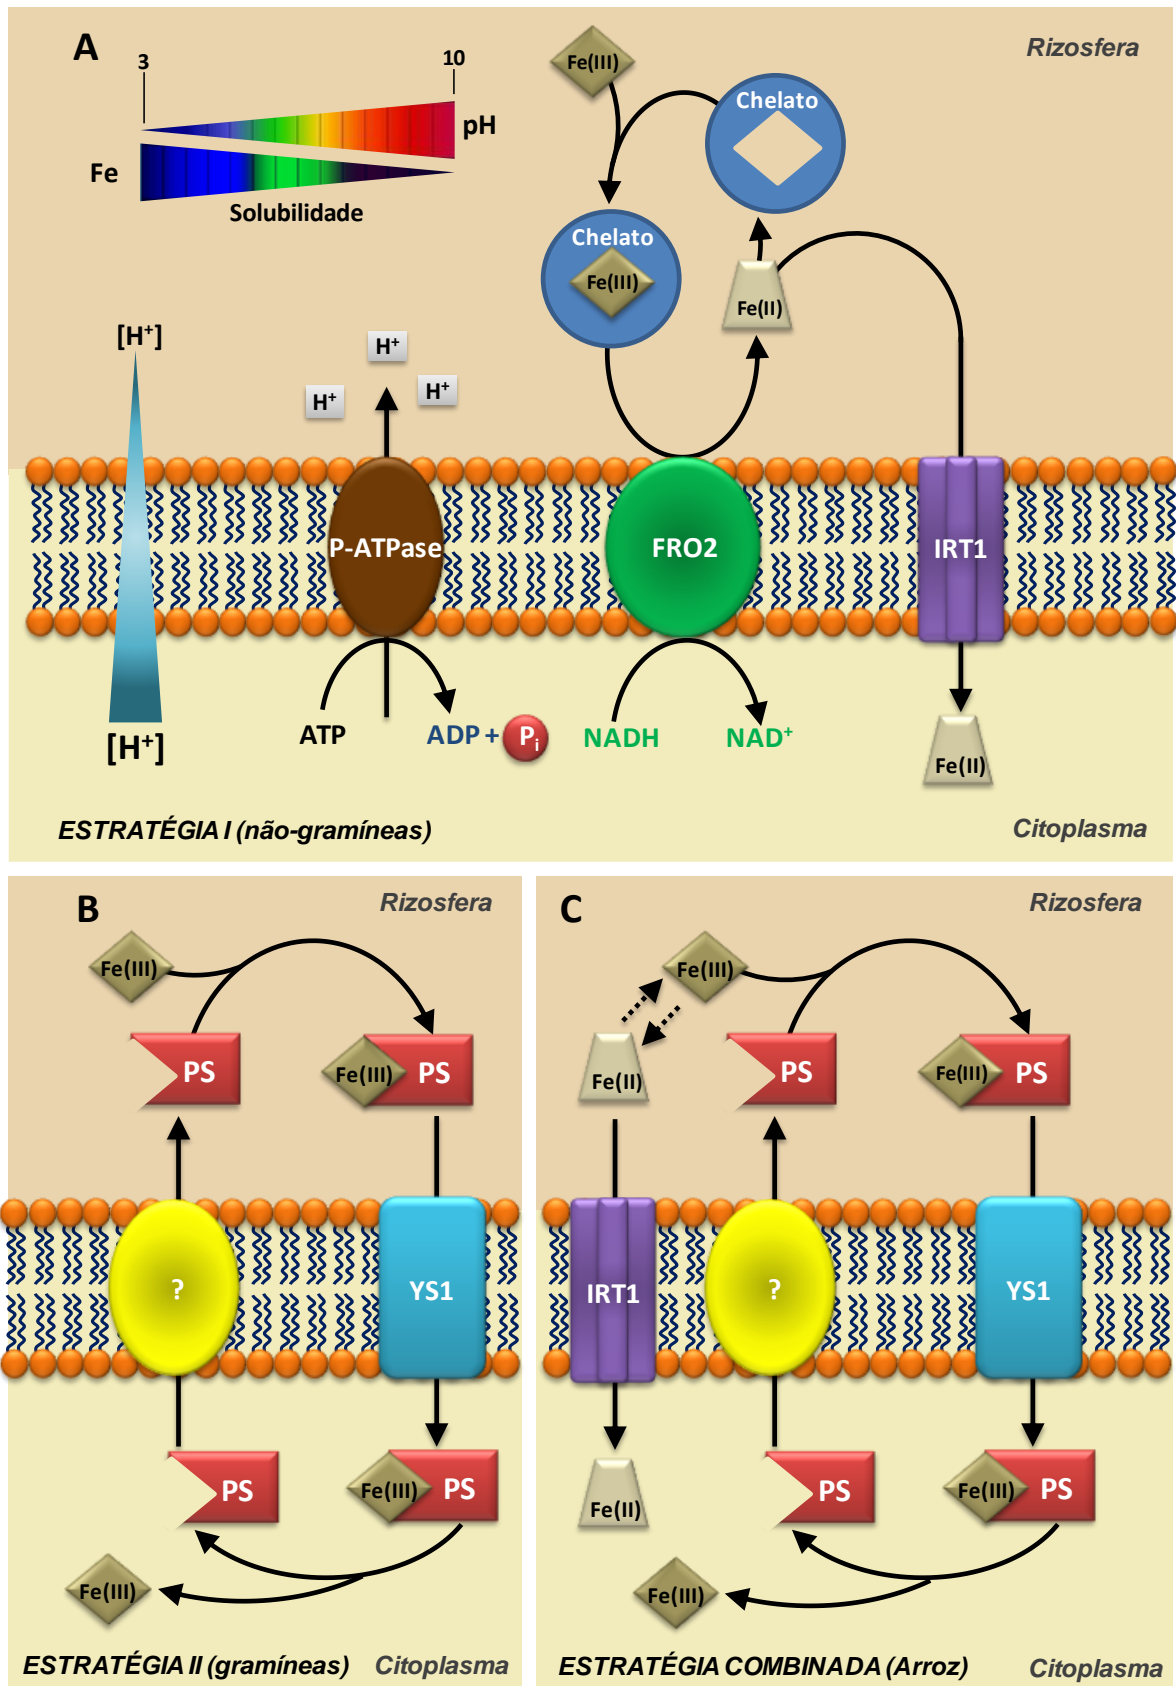 A
Rizosfera
3
10
pH
Fe
Solubilidade
Fe(III)
Chelato
Chelato
Fe(III)
Fe(II)
[H⁺]
H⁺
H⁺
H⁺
P-ATPase
FRO2
IRT1
[H⁺]
ATP
ADP + Pᵢ
NADH
NAD⁺
Fe(II)
ESTRATÉGIA I (não-gramíneas)
Citoplasma
B
Rizosfera
Fe(III)
PS
Fe(III)
PS
?
YS1
PS
Fe(III)
PS
Fe(III)
ESTRATÉGIA II (gramíneas)
Citoplasma
C
Rizosfera
Fe(III)
Fe(II)
PS
Fe(III)
PS
IRT1
?
YS1
Fe(II)
PS
Fe(III)
PS
Fe(III)
ESTRATÉGIA COMBINADA (Arroz)
Citoplasma